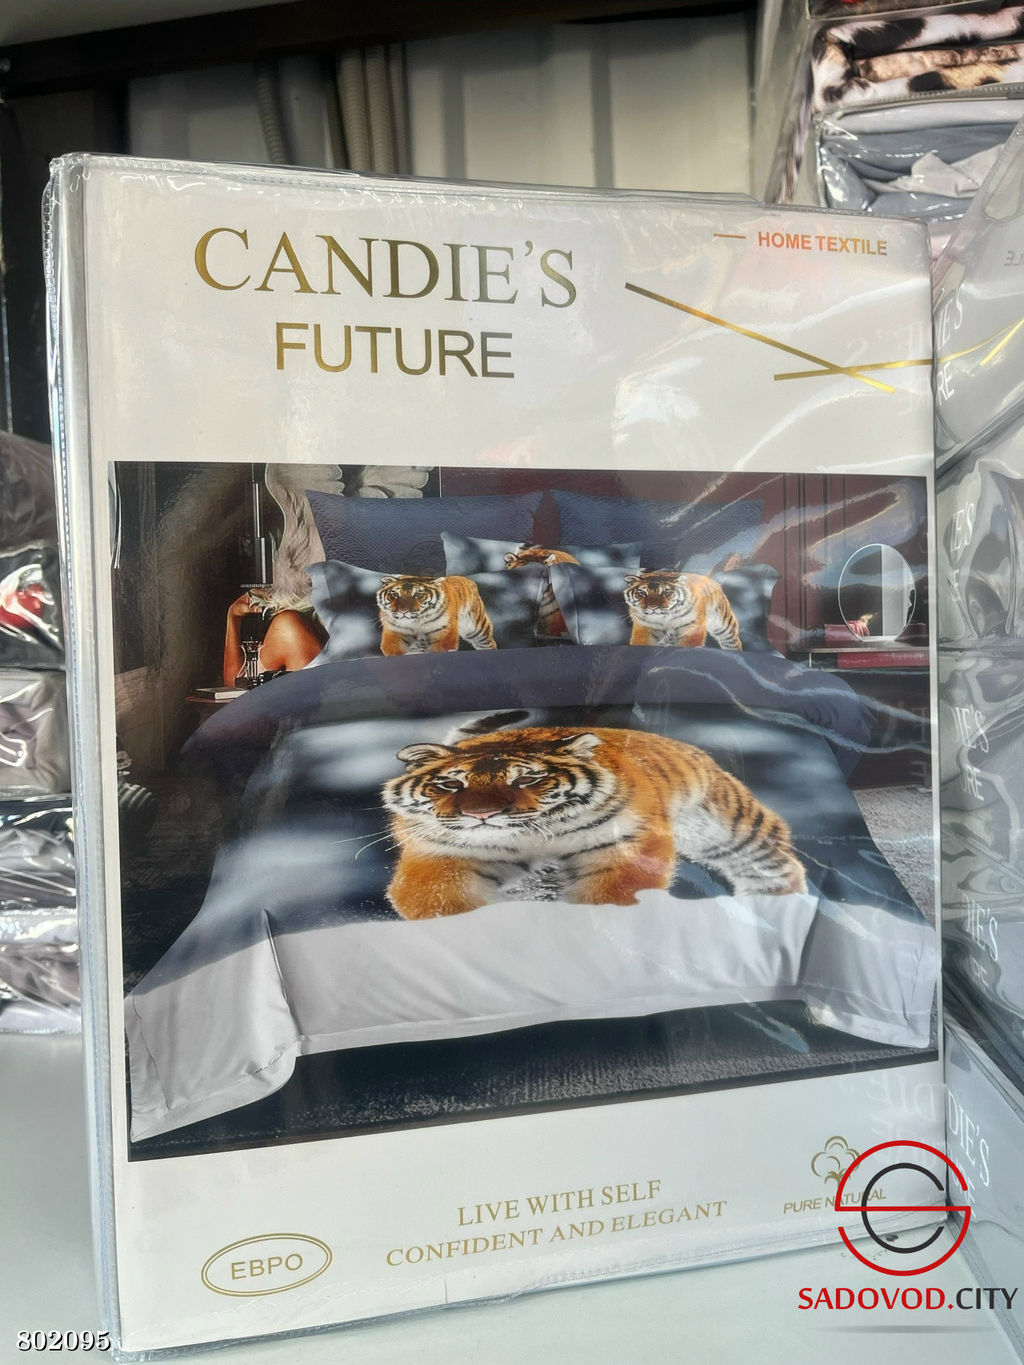 HOME TEXTILE
CANDIE'S
FUTURE
LIVE WITH SELF
CONFIDENT AND ELEGANT
PURE NATURAL
ЕВРО
SADOVOD.CITY
802095